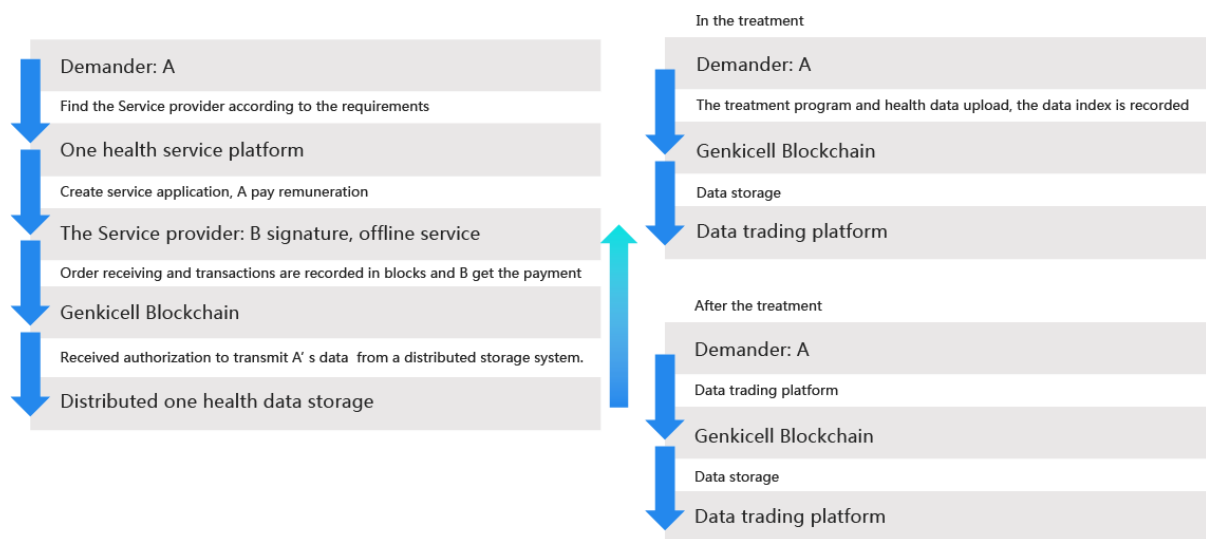 Demander: A
Find the Service provider according to the requirements
One health service platform
Create service application, A pay remuneration
The Service provider: B signature, offline service
Order receiving and transactions are recorded in blocks and B get the payment
Genkicell Blockchain
Received authorization to transmit A' s data from a distributed storage system.
Distributed one health data storage
In the treatment
Demander: A
The treatment program and health data upload, the data index is recorded
Genkicell Blockchain
Data storage
Data trading platform
After the treatment
Demander: A
Data trading platform
Genkicell Blockchain
Data storage
Data trading platform